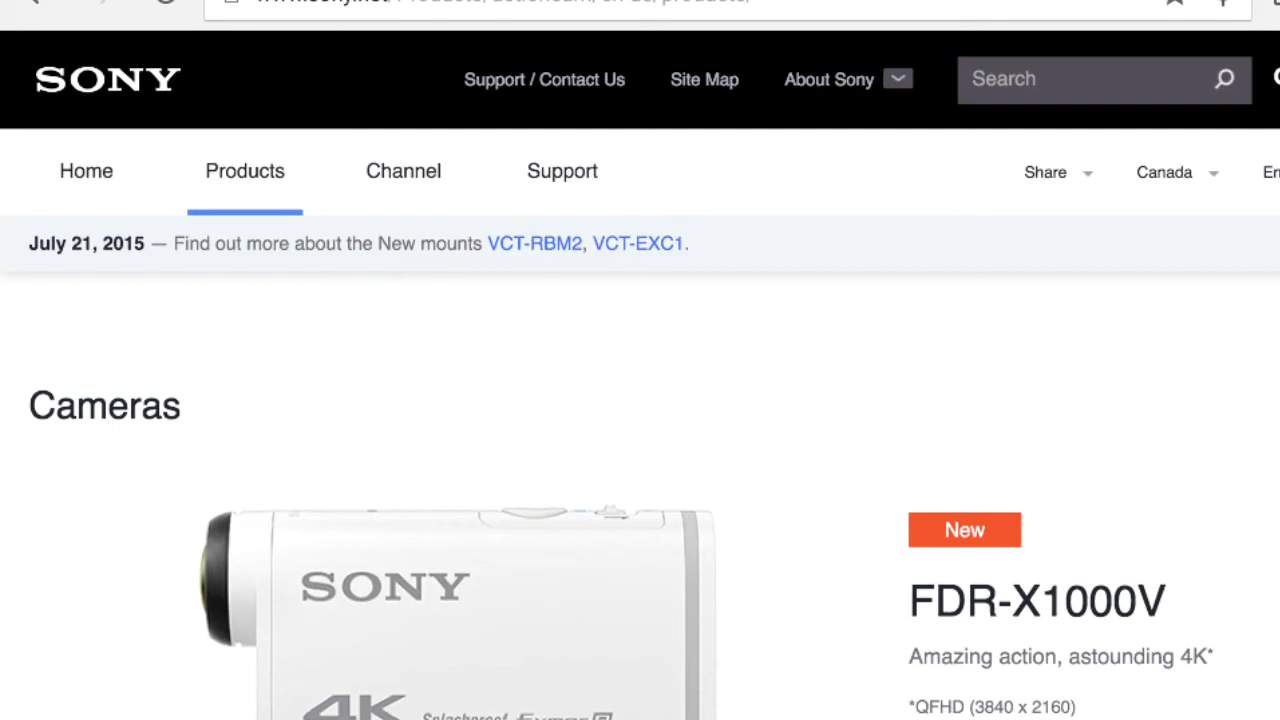 SONY
Support / Contact Us
Site Map
About Sony
Search
Home
Products
Channel
Support
Share
Canada
July 21, 2015 — Find out more about the New mounts VCT-RBM2, VCT-EXC1.
Cameras
SONY
4K Splashproof
New
FDR-X1000V
Amazing action, astounding 4K*
*QFHD (3840 x 2160)